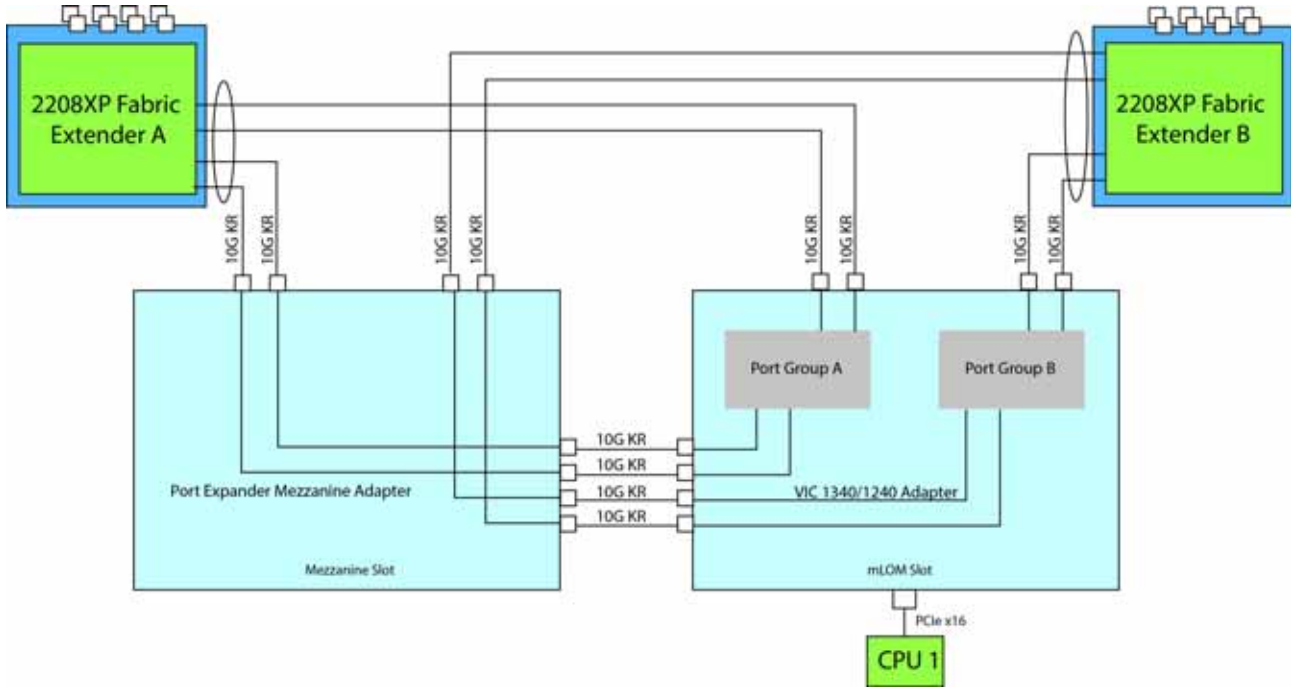 2208XP Fabric
Extender A
2208XP Fabric
Extender B
10G KR
10G KR
10G KR
10G KR
10G KR
10G KR
10G KR
10G KR
Port Group A
Port Group B
10G KR
10G KR
10G KR
10G KR
Port Expander Mezzanine Adapter
VIC 1340/1240 Adapter
Mezzanine Slot
mLOM Slot
PCIe x16
CPU 1